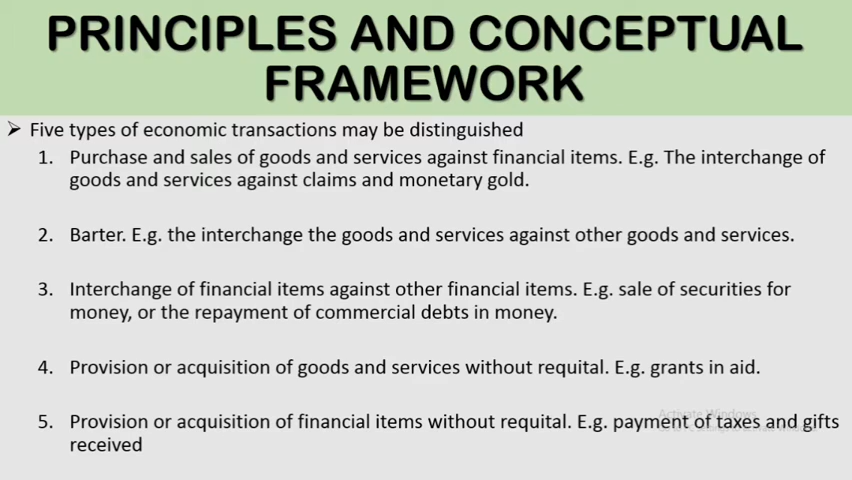 PRINCIPLES AND CONCEPTUAL
FRAMEWORK
➢ Five types of economic transactions may be distinguished
1. Purchase and sales of goods and services against financial items. E.g. The interchange of
goods and services against claims and monetary gold.
2. Barter. E.g. the interchange the goods and services against other goods and services.
3. Interchange of financial items against other financial items. E.g. sale of securities for
money, or the repayment of commercial debts in money.
4. Provision or acquisition of goods and services without requital. E.g. grants in aid.
Activate Windows
5. Provision or acquisition of financial items without requital. E.g. payment of taxes and gifts
received